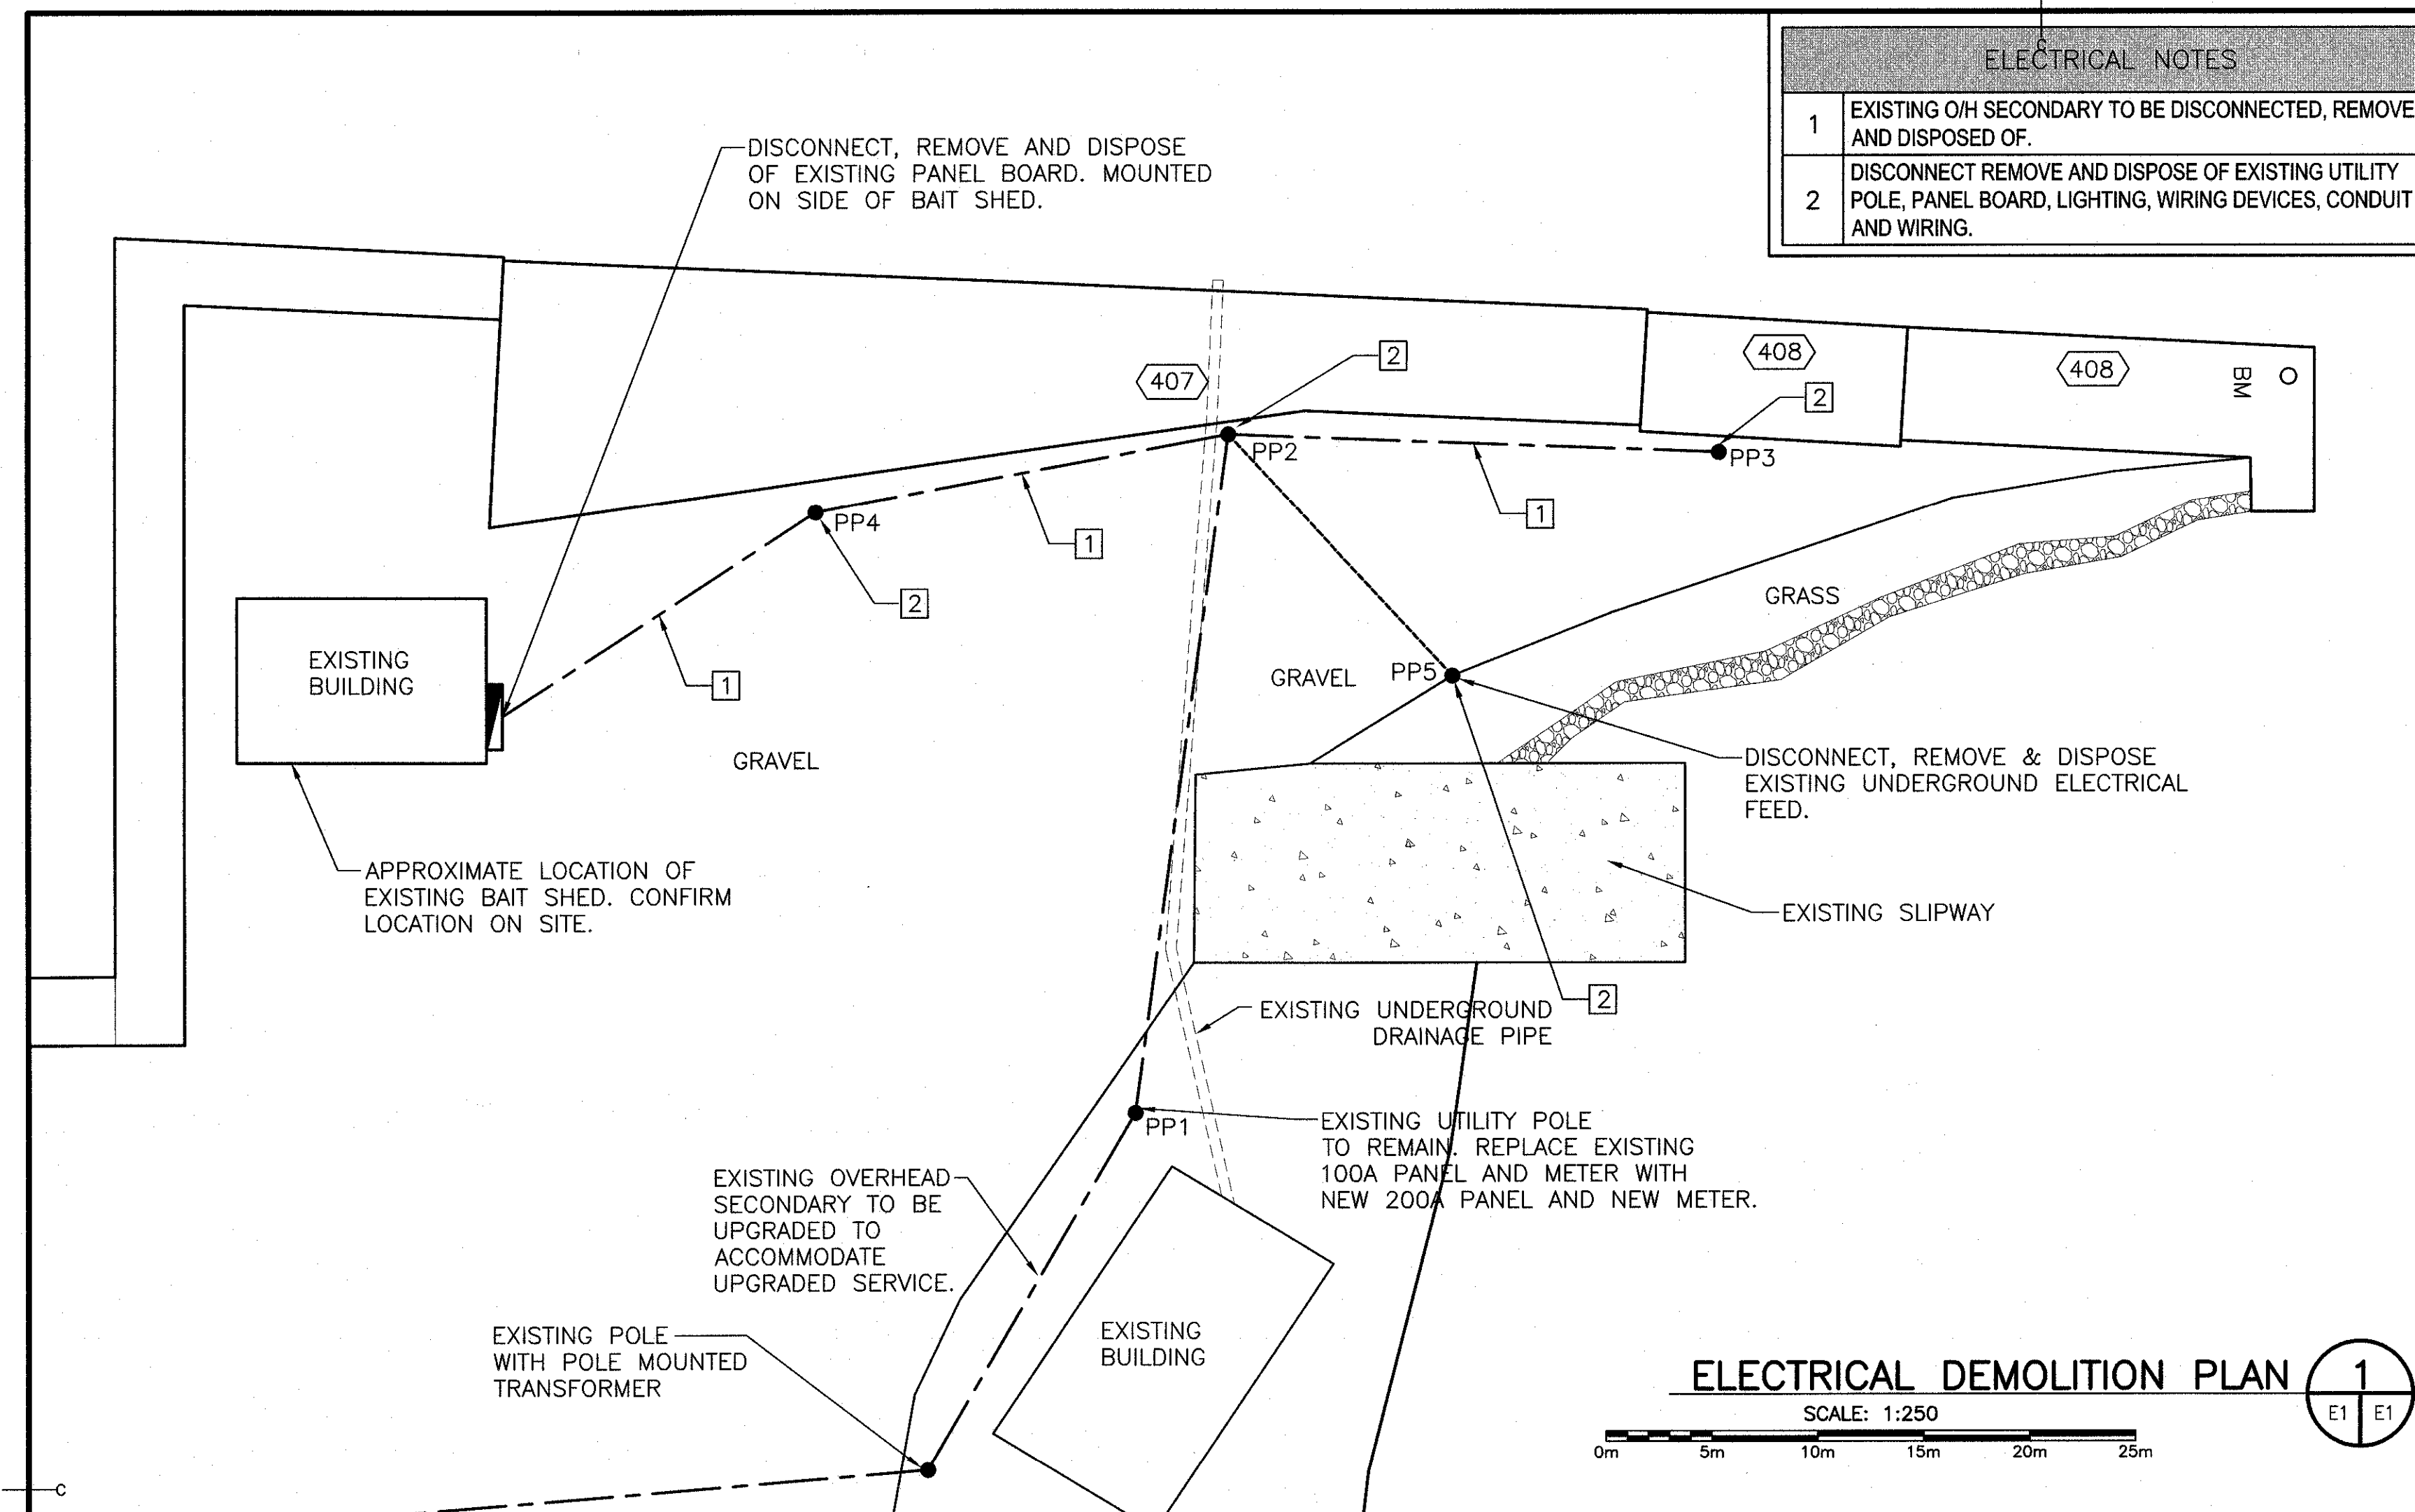 ELECTRICAL NOTES
1
EXISTING O/H SECONDARY TO BE DISCONNECTED, REMOVE
AND DISPOSED OF.
2
DISCONNECT REMOVE AND DISPOSE OF EXISTING UTILITY
POLE, PANEL BOARD, LIGHTING, WIRING DEVICES, CONDUIT
AND WIRING.
DISCONNECT, REMOVE AND DISPOSE
OF EXISTING PANEL BOARD. MOUNTED
ON SIDE OF BAIT SHED.
407
2
408
408
BM
2
PP2
PP3
PP4
1
1
2
1
EXISTING
BUILDING
GRAVEL
GRAVEL
PP5
GRASS
DISCONNECT, REMOVE & DISPOSE
EXISTING UNDERGROUND ELECTRICAL
FEED.
APPROXIMATE LOCATION OF
EXISTING BAIT SHED. CONFIRM
LOCATION ON SITE.
EXISTING SLIPWAY
2
EXISTING UNDERGROUND
DRAINAGE PIPE
PP1
EXISTING UTILITY POLE
TO REMAIN. REPLACE EXISTING
100A PANEL AND METER WITH
NEW 200A PANEL AND NEW METER.
EXISTING OVERHEAD
SECONDARY TO BE
UPGRADED TO
ACCOMMODATE
UPGRADED SERVICE.
EXISTING POLE
WITH POLE MOUNTED
TRANSFORMER
EXISTING
BUILDING
ELECTRICAL DEMOLITION PLAN
1
E1 E1
SCALE: 1:250
0m 5m 10m 15m 20m 25m
C
C